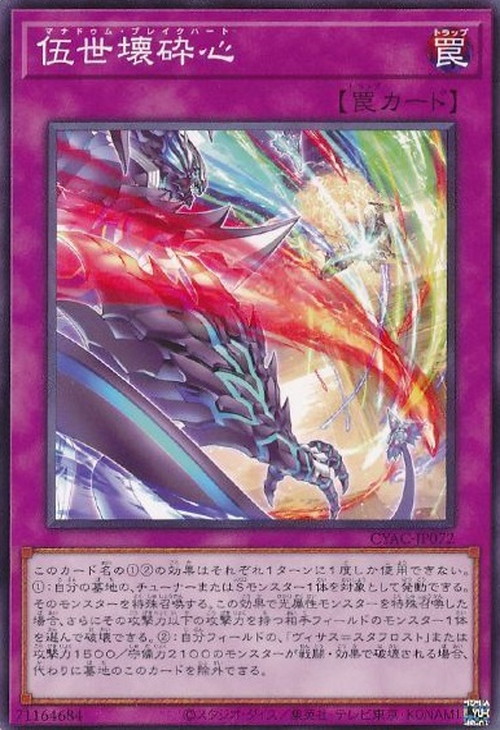 マナドゥム・ブレイクハート
伍世壊砕心
トラップ
罠
【罠カード】
CYAC-JP072
このカード名の①②の効果はそれぞれ1ターンに1度しか使用できない。
①：自分の墓地の、チューナーまたはSモンスター1体を対象として発動できる。
そのモンスターを特殊召喚する。この効果で光属性モンスターを特殊召喚した
場合、さらにその攻撃力以下の攻撃力を持つ相手フィールドのモンスター1体
を選んで破壊できる。②：自分フィールドの、「ヴィサス＝スタフロスト」または
攻撃力1500／守備力2100のモンスターが戦闘・効果で破壊される場合、
代わりに墓地のこのカードを除外できる。
71164684
©スタジオ・ダイス／集英社・テレビ東京・KONAMI